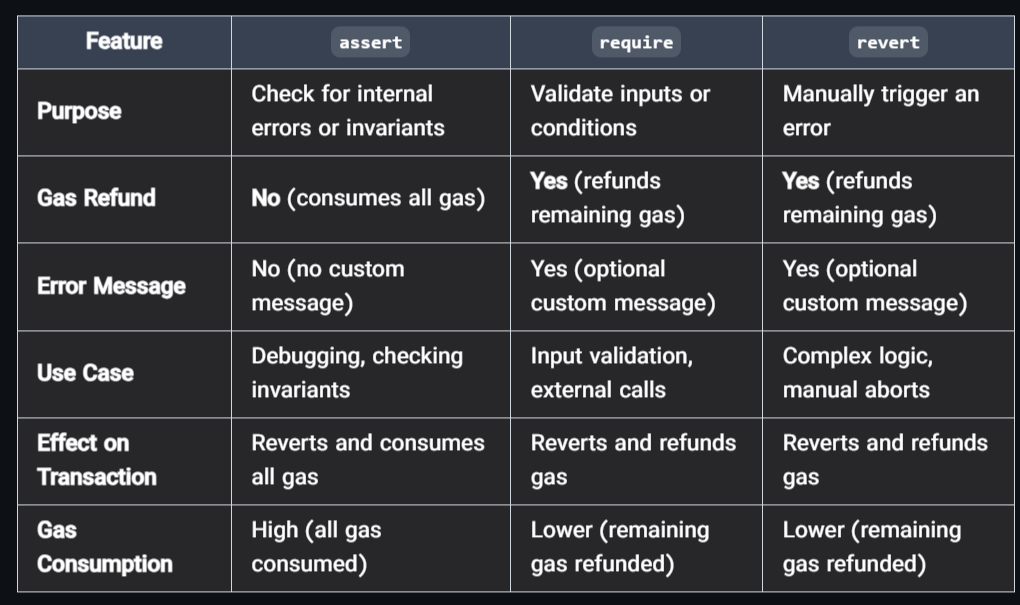 Feature assert require revert
Purpose Check for internal errors or invariants Validate inputs or conditions Manually trigger an error
Gas Refund No (consumes all gas) Yes (refunds remaining gas) Yes (refunds remaining gas)
Error Message No (no custom message) Yes (optional custom message) Yes (optional custom message)
Use Case Debugging, checking invariants Input validation, external calls Complex logic, manual aborts
Effect on Transaction Reverts and consumes all gas Reverts and refunds gas Reverts and refunds gas
Gas Consumption High (all gas consumed) Lower (remaining gas refunded) Lower (remaining gas refunded)